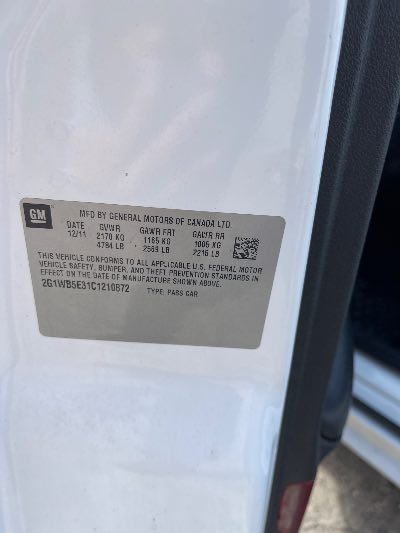 GM
MFD BY GENERAL MOTORS OF CANADA LTD.
DATE GVWR GAWR FRT GAWR RR
12/11 2170 KG 1165 KG 1005 KG
4784 LB 2569 LB 2216 LB
THIS VEHICLE CONFORMS TO ALL APPLICABLE U.S. FEDERAL MOTOR
VEHICLE SAFETY, BUMPER, AND THEFT PREVENTION STANDARDS IN
EFFECT ON THE DATE OF MANUFACTURE SHOWN ABOVE.
2G1WB5E31C1210872 TYPE: PASS CAR